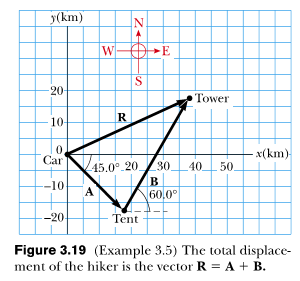 y(km)
N
W E
S
20
Tower
10
R
0
Car
x(km)
45.0° 20 30 40 50
–10
A
B
60.0°
–20
Tent
Figure 3.19 (Example 3.5) The total displace-
ment of the hiker is the vector R = A + B.